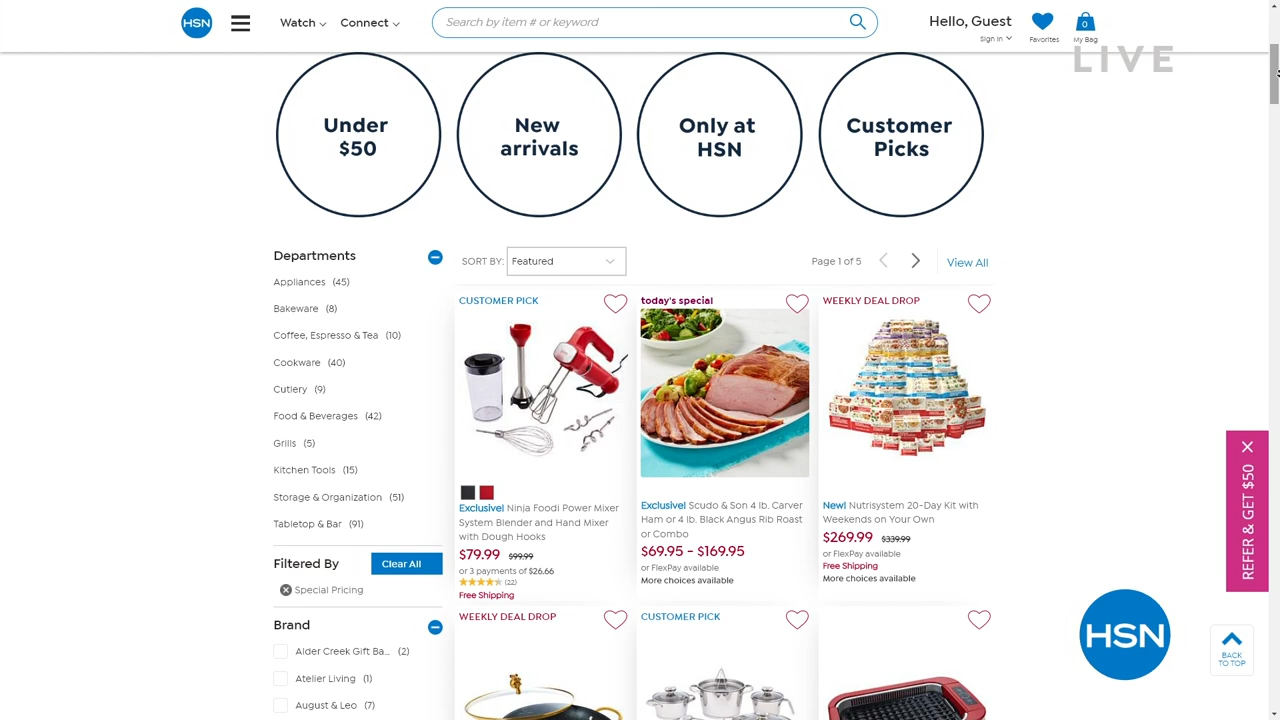 HSN
Watch
Connect
Search by item # or keyword
Hello, Guest
Sign In
Favorites
0
My Bag
LIVE
Under
$50
New
arrivals
Only at
HSN
Customer
Picks
Departments
Appliances (45)
Bakeware (8)
Coffee, Espresso & Tea (10)
Cookware (40)
Cutlery (9)
Food & Beverages (42)
Grills (5)
Kitchen Tools (15)
Storage & Organization (51)
Tabletop & Bar (91)
Filtered By
Clear All
Special Pricing
Brand
Alder Creek Gift Ba... (2)
Atelier Living (1)
August & Leo (7)
SORT BY: Featured
Page 1 of 5
View All
CUSTOMER PICK
Exclusive! Ninja Foodi Power Mixer
System Blender and Hand Mixer
with Dough Hooks
$79.99 $99.99
or 3 payments of $26.66
(22)
Free Shipping
today's special
Exclusive! Scudo & Son 4 lb. Carver
Ham or 4 lb. Black Angus Rib Roast
or Combo
$69.95 - $169.95
or FlexPay available
More choices available
WEEKLY DEAL DROP
New! Nutrisystem 20-Day Kit with
Weekends on Your Own
$269.99 $339.99
or FlexPay available
Free Shipping
More choices available
WEEKLY DEAL DROP
CUSTOMER PICK
REFER & GET $50
HSN
BACK
TO TOP